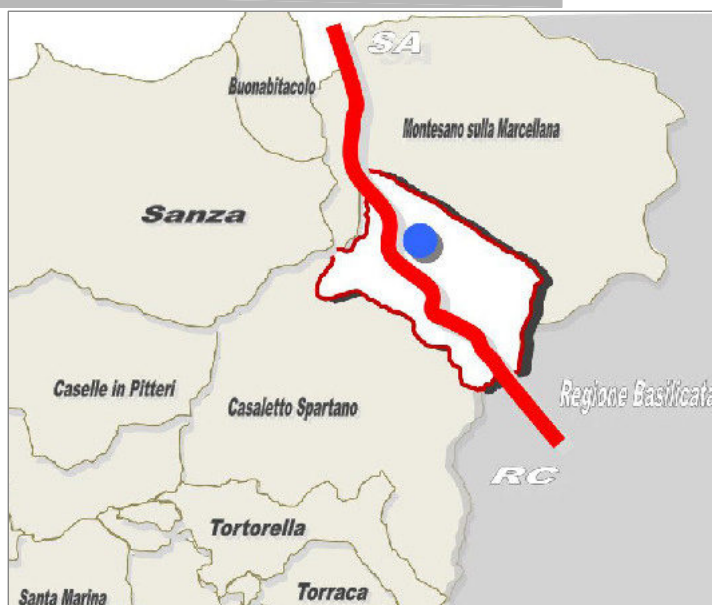 SA
Buonabitacolo
Montesano sulla Marcellana
Sanza
Caselle in Pitteri
Casaletto Spartano
Regione Basilicata
RC
Tortorella
Santa Marina
Torraca